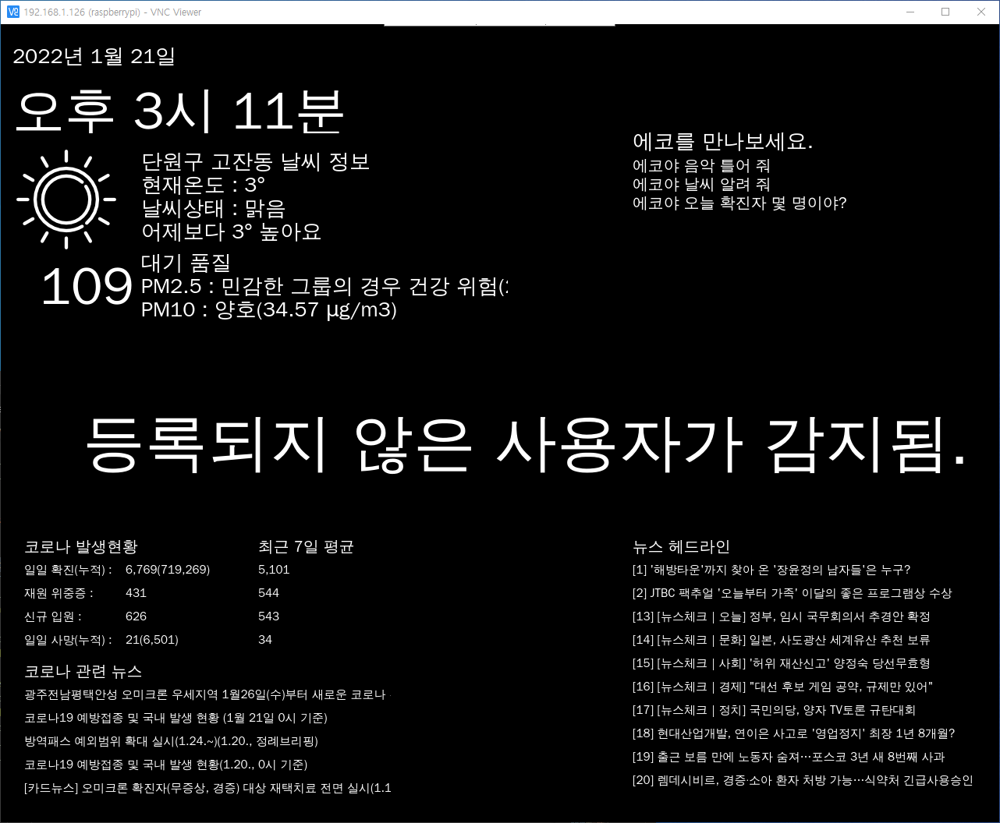 192.168.1.126 (raspberrypi) - VNC Viewer
2022년 1월 21일
오후 3시 11분
단원구 고잔동 날씨 정보
현재온도 : 3°
날씨상태 : 맑음
어제보다 3° 높아요
109
대기 품질
PM2.5 : 민감한 그룹의 경우 건강 위험(
PM10 : 양호(34.57 μg/m3)
에코를 만나보세요.
에코야 음악 틀어 줘
에코야 날씨 알려 줘
에코야 오늘 확진자 몇 명이야?
등록되지 않은 사용자가 감지됨.
코로나 발생현황 최근 7일 평균
일일 확진(누적) : 6,769(719,269) 5,101
재원 위중증 : 431 544
신규 입원 : 626 543
일일 사망(누적) : 21(6,501) 34
코로나 관련 뉴스
광주전남평택안성 오미크론 우세지역 1월26일(수)부터 새로운 코로나
코로나19 예방접종 및 국내 발생 현황 (1월 21일 0시 기준)
방역패스 예외범위 확대 실시(1.24.~)(1.20., 정례브리핑)
코로나19 예방접종 및 국내 발생 현황(1.20., 0시 기준)
[카드뉴스] 오미크론 확진자(무증상, 경증) 대상 재택치료 전면 실시(1.1
뉴스 헤드라인
[1] '해방타운'까지 찾아 온 '장윤정의 남자들'은 누구?
[2] JTBC 팩추얼 '오늘부터 가족' 이달의 좋은 프로그램상 수상
[13] [뉴스체크｜오늘] 정부, 임시 국무회의서 추경안 확정
[14] [뉴스체크｜문화] 일본, 사도광산 세계유산 추천 보류
[15] [뉴스체크｜사회] '허위 재산신고' 양정숙 당선무효형
[16] [뉴스체크｜경제] "대선 후보 게임 공약, 규제만 있어"
[17] [뉴스체크｜정치] 국민의당, 양자 TV토론 규탄대회
[18] 현대산업개발, 연이은 사고로 '영업정지' 최장 1년 8개월?
[19] 출근 보름 만에 노동자 숨져…포스코 3년 새 8번째 사과
[20] 렘데시비르, 경증·소아 환자 처방 가능…식약처 긴급사용승인